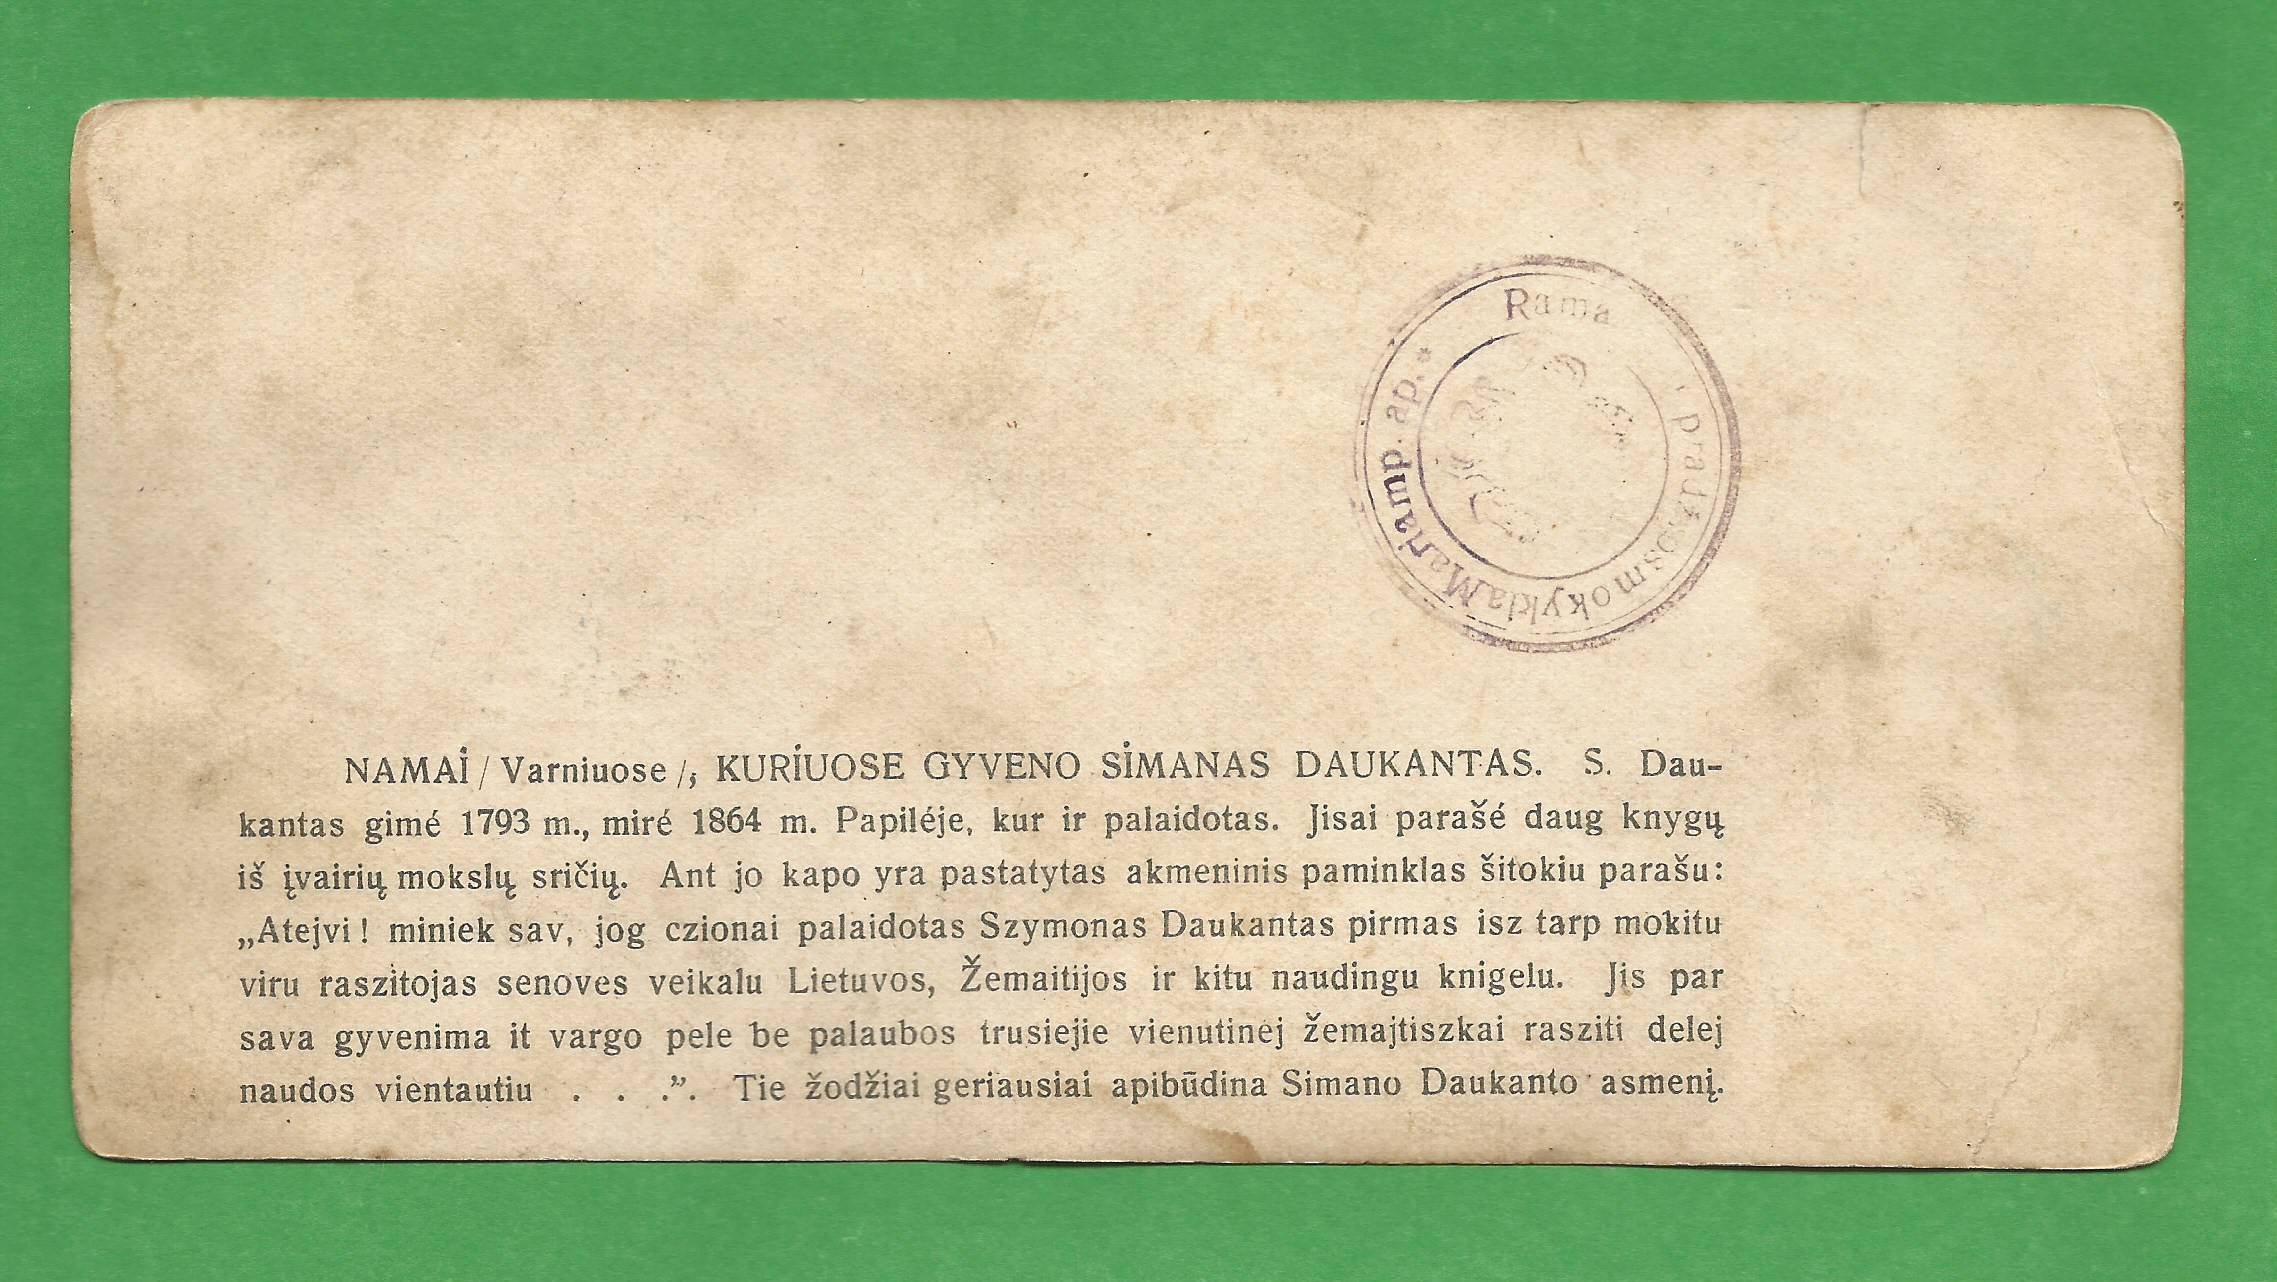 Rama
pradž. mokykla Mariamp. ap. *
NAMAİ / Varniuose /, KURİUOSE GYVENO SİMANAS DAUKANTAS. S. Dau-
kantas gimé 1793 m., miré 1864 m. Papiléje, kur ir palaidotas. Jisai parašé daug knygų
iš įvairių mokslų sričių. Ant jo kapo yra pastatytas akmeninis paminklas šitokiu parašu:
„Atejvi! miniek sav, jog czionai palaidotas Szymonas Daukantas pirmas isz tarp mokitu
viru raszitojas senoves veikalu Lietuvos, Žemaitijos ir kitu naudingu knigelu. Jis par
sava gyvenima it vargo pele be palaubos trusiejie vienutinej žemajtiszkai rasziti delej
naudos vientautiu . . .”. Tie žodžiai geriausiai apibūdina Simano Daukanto asmenį.